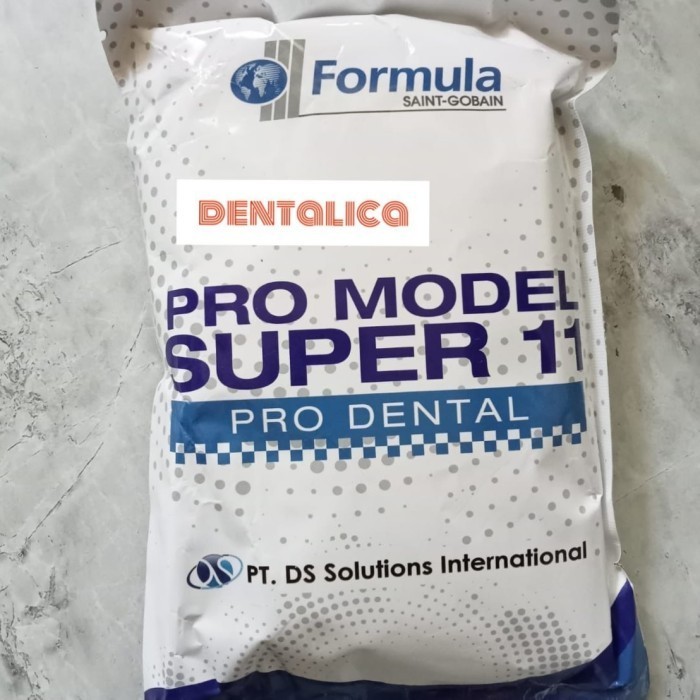 Formula
SAINT-GOBAIN
DENTALICA
PRO MODEL
SUPER 11
PRO DENTAL
PT. DS Solutions International